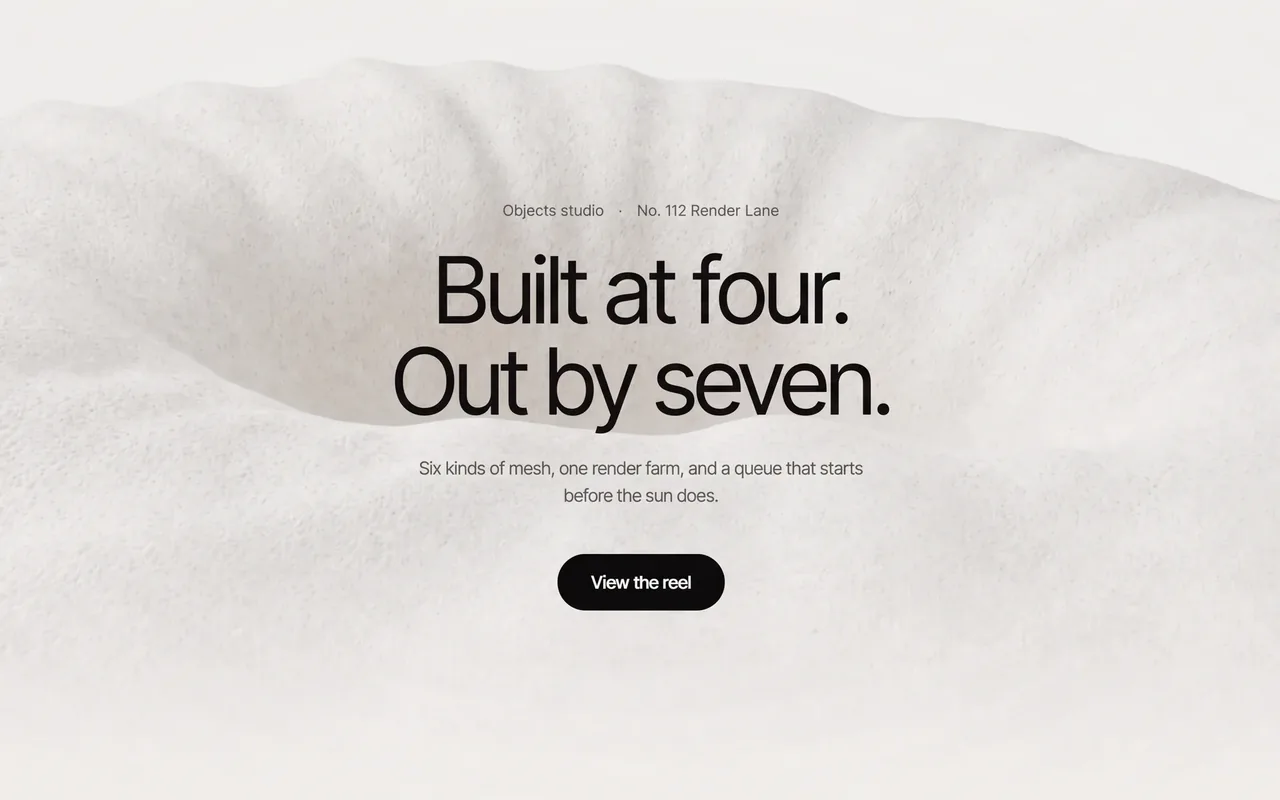 Objects studio · No. 112 Render Lane
Built at four.
Out by seven.
Six kinds of mesh, one render farm, and a queue that starts
before the sun does.
View the reel